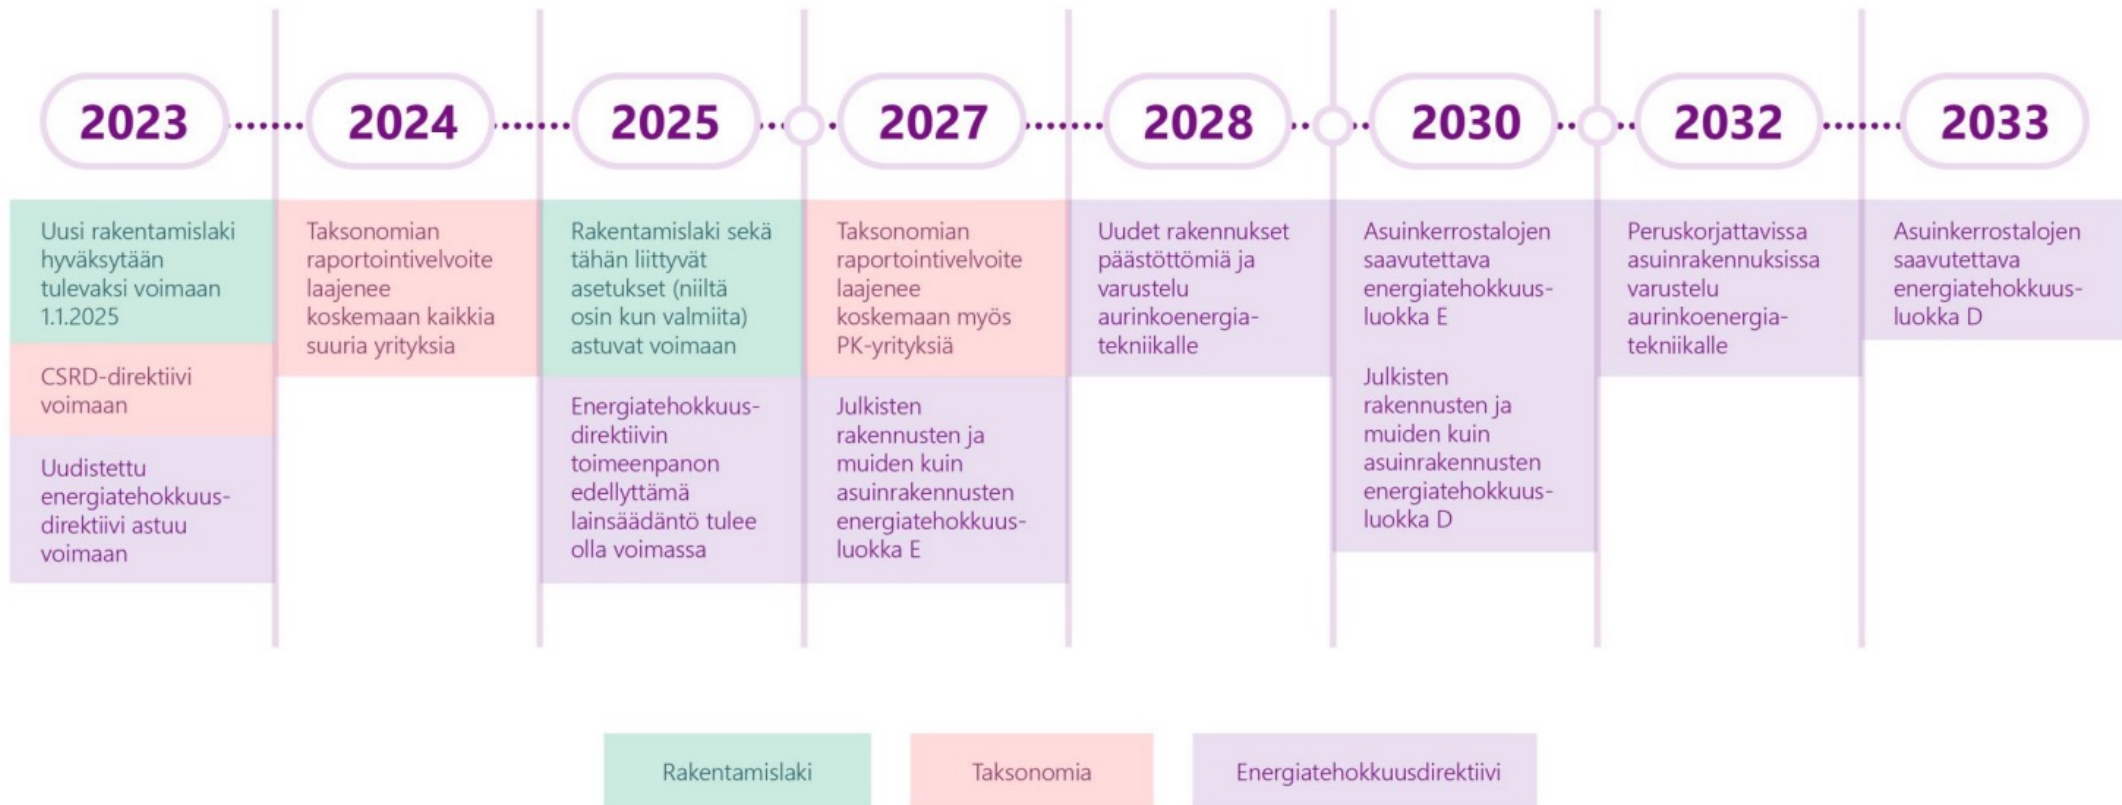 2023
2024
2025
2027
2028
2030
2032
2033
Uusi rakentamislaki
hyväksytään
tulevaksi voimaan
1.1.2025
CSRD-direktiivi
voimaan
Uudistettu
energiatehokkuus-
direktiivi astuu
voimaan
Taksonomian
raportointivelvoite
laajenee
koskemaan kaikkia
suuria yrityksia
Rakentamislaki sekä
tähän liittyvät
asetukset (niiltä
osin kun valmiita)
astuvat voimaan
Energiatehokkuus-
direktiivin
toimeenpanon
edellyttämä
lainsäädäntö tulee
olla voimassa
Taksonomian
raportointivelvoite
laajenee
koskemaan myös
PK-yrityksiä
Julkisten
rakennusten ja
muiden kuin
asuinrakennusten
energiatehokkuus-
luokka E
Uudet rakennukset
päästöttömiä ja
varustelu
aurinkoenergia-
tekniikalle
Asuinkerrostalojen
saavutettava
energiatehokkuus-
luokka E
Julkisten
rakennusten ja
muiden kuin
asuinrakennusten
energiatehokkuus-
luokka D
Peruskorjattavissa
asuinrakennuksissa
varustelu
aurinkoenergia-
tekniikalle
Asuinkerrostalojen
saavutettava
energiatehokkuus-
luokka D
Rakentamislaki
Taksonomia
Energiatehokkuusdirektiivi